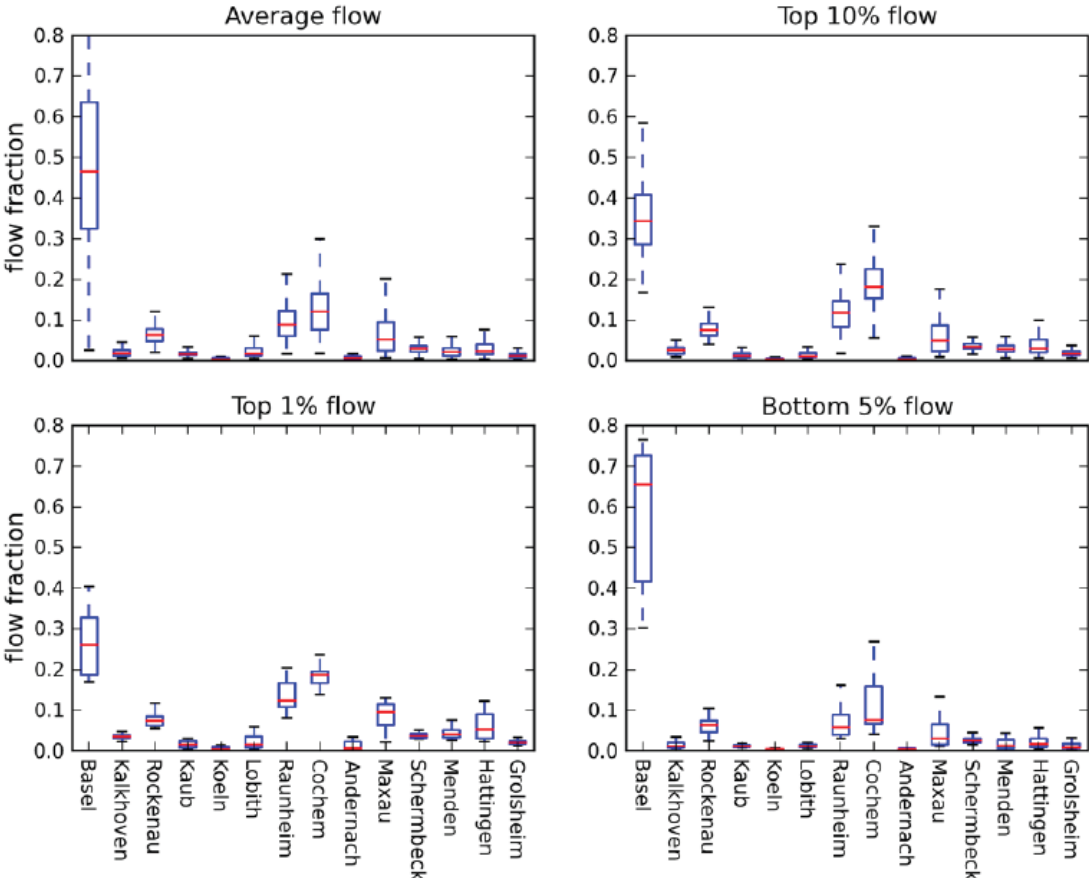 Average flow
Top 10% flow
flow fraction
0.8
0.7
0.6
0.5
0.4
0.3
0.2
0.1
0.0
0.8
0.7
0.6
0.5
0.4
0.3
0.2
0.1
0.0
Top 1% flow
Bottom 5% flow
flow fraction
0.8
0.7
0.6
0.5
0.4
0.3
0.2
0.1
0.0
0.8
0.7
0.6
0.5
0.4
0.3
0.2
0.1
0.0
Basel
Kalkhoven
Rockenau
Kaub
Koeln
Lobith
Raunheim
Cochem
Andernach
Maxau
Schermbeck
Menden
Hattingen
Grolsheim
Basel
Kalkhoven
Rockenau
Kaub
Koeln
Lobith
Raunheim
Cochem
Andernach
Maxau
Schermbeck
Menden
Hattingen
Grolsheim